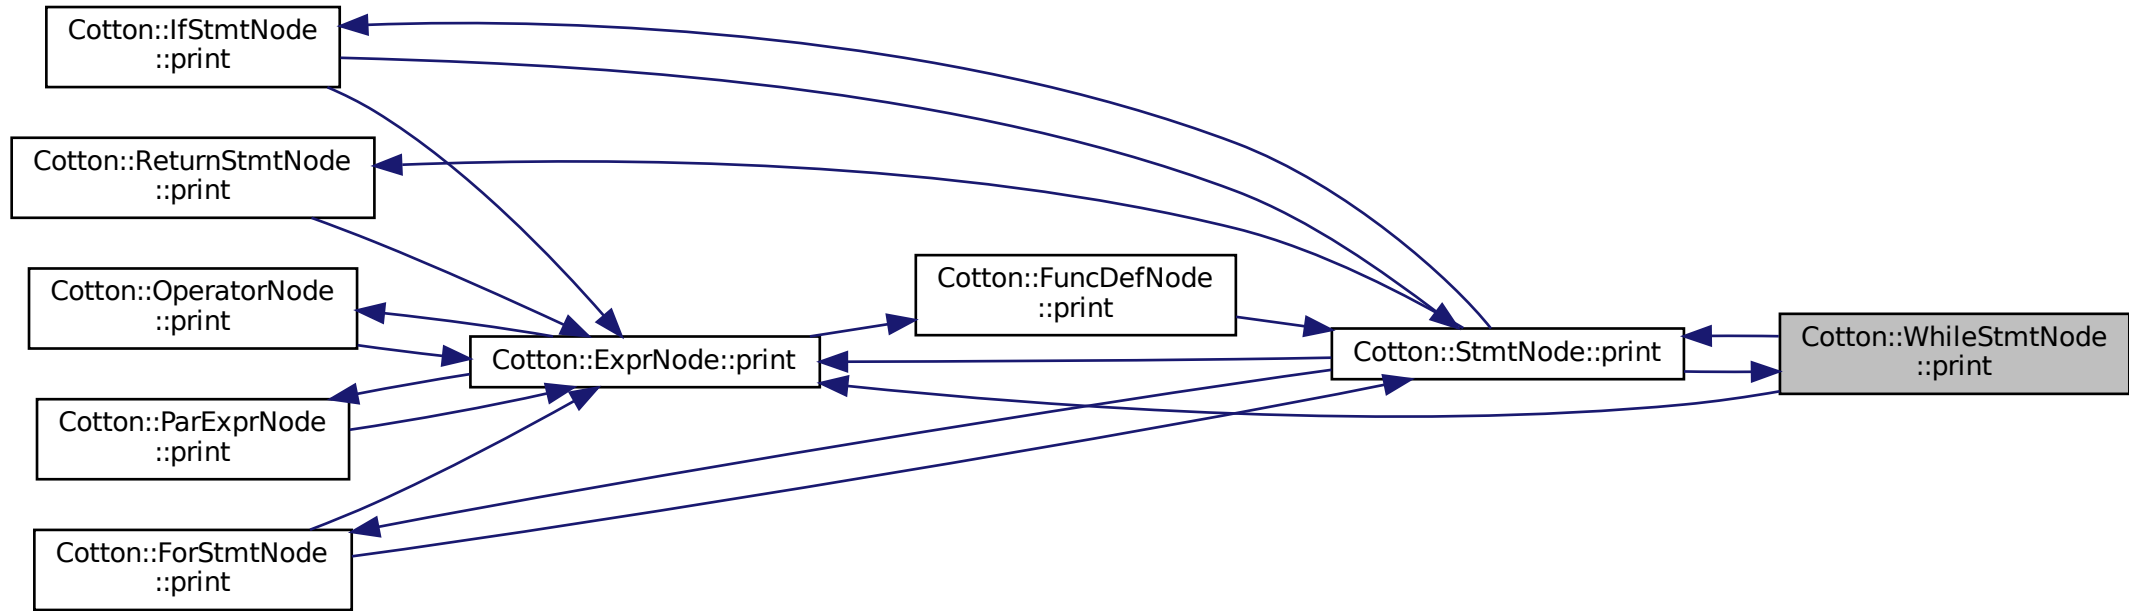 Cotton::IfStmtNode
::print
Cotton::ReturnStmtNode
::print
Cotton::OperatorNode
::print
Cotton::ParExprNode
::print
Cotton::ForStmtNode
::print
Cotton::ExprNode::print
Cotton::FuncDefNode
::print
Cotton::StmtNode::print
Cotton::WhileStmtNode
::print